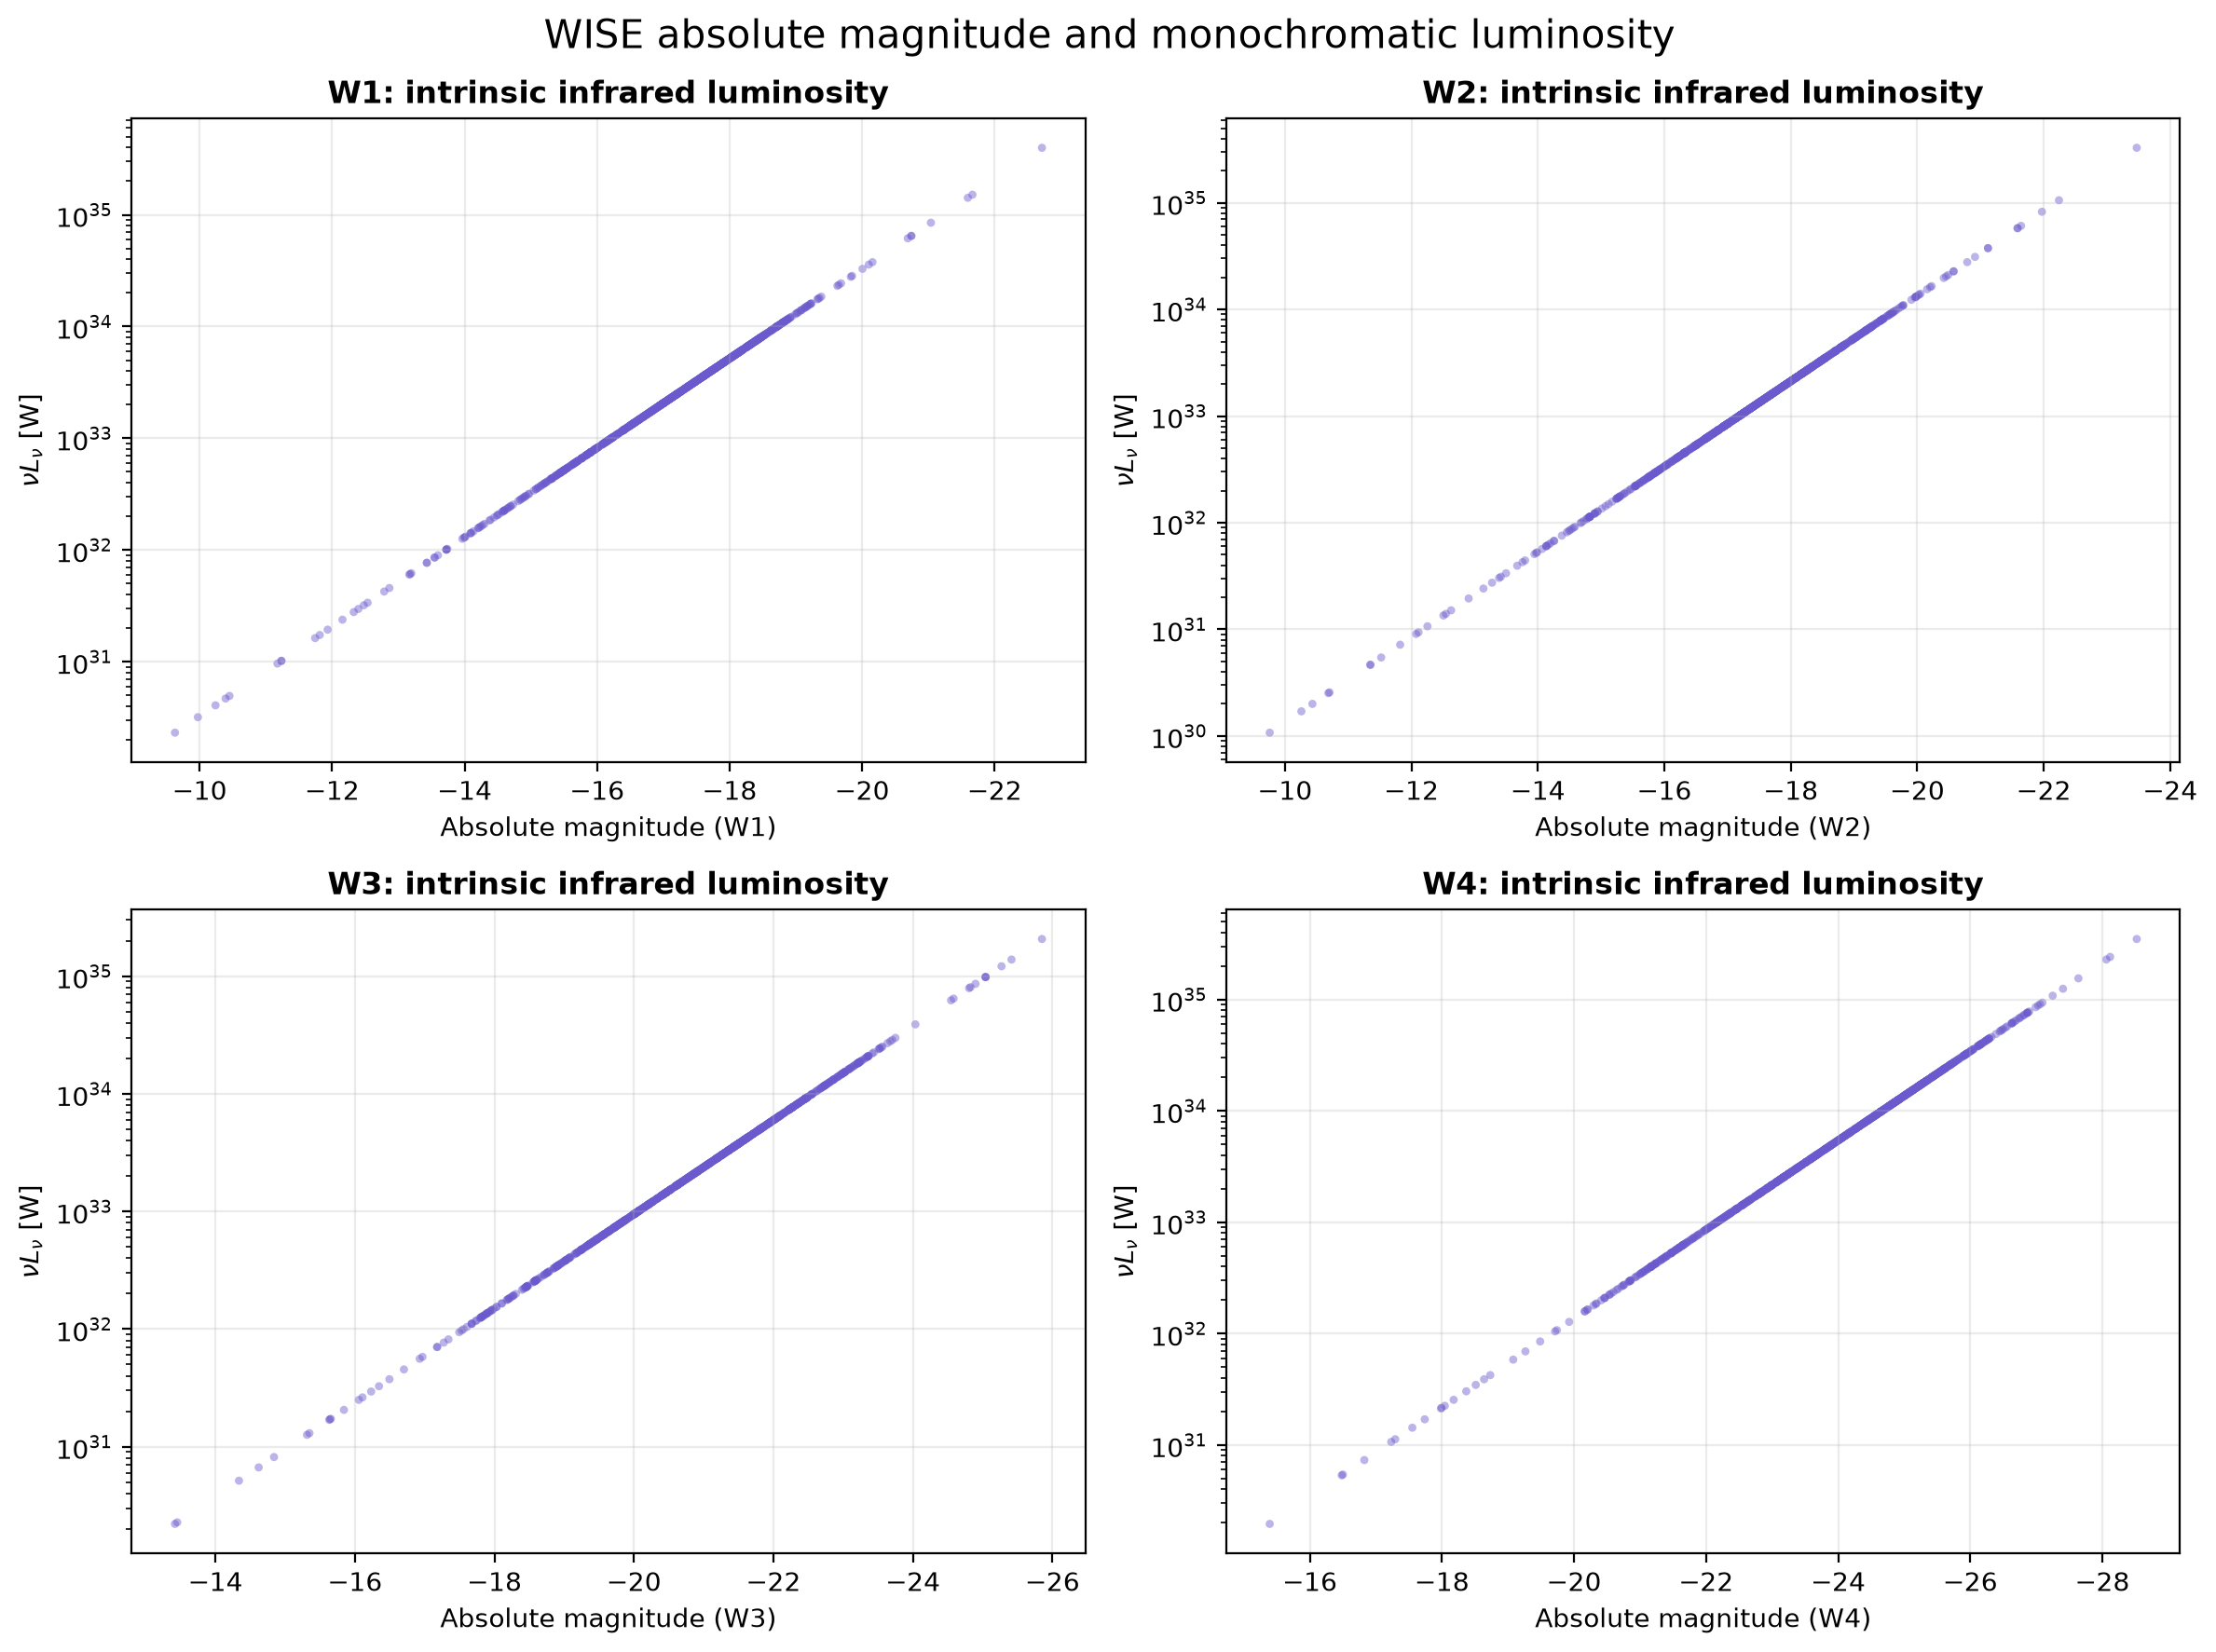 WISE absolute magnitude and monochromatic luminosity
W1: intrinsic infrared luminosity
10^35
10^34
10^33
10^32
10^31
νL_ν [W]
−10 −12 −14 −16 −18 −20 −22
Absolute magnitude (W1)
W2: intrinsic infrared luminosity
10^35
10^34
10^33
10^32
10^31
10^30
νL_ν [W]
−10 −12 −14 −16 −18 −20 −22 −24
Absolute magnitude (W2)
W3: intrinsic infrared luminosity
10^35
10^34
10^33
10^32
10^31
νL_ν [W]
−14 −16 −18 −20 −22 −24 −26
Absolute magnitude (W3)
W4: intrinsic infrared luminosity
10^35
10^34
10^33
10^32
10^31
νL_ν [W]
−16 −18 −20 −22 −24 −26 −28
Absolute magnitude (W4)